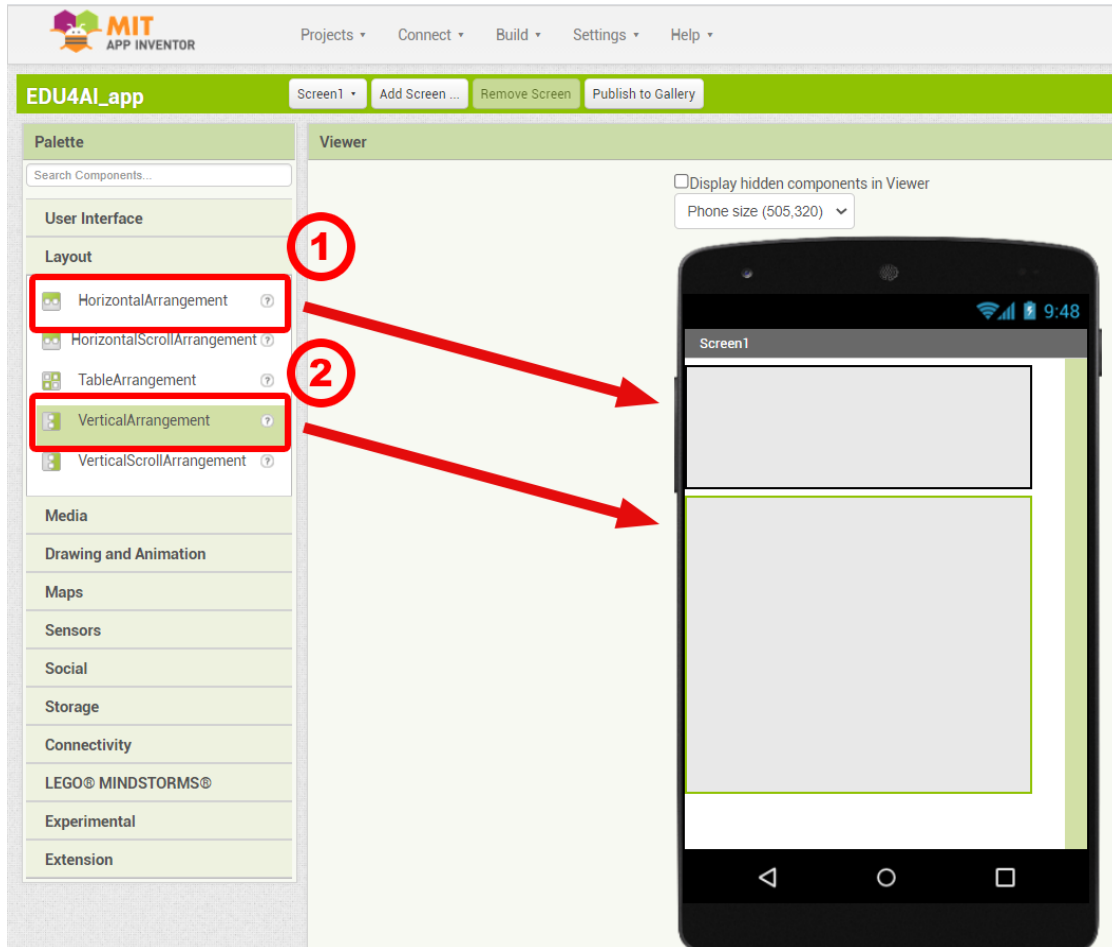 MIT
APP INVENTOR
Projects
Connect
Build
Settings
Help
EDU4AI_app
Screen1
Add Screen ...
Remove Screen
Publish to Gallery
Palette
Viewer
Search Components...
Display hidden components in Viewer
Phone size (505,320)
User Interface
Layout
1
HorizontalArrangement ?
HorizontalScrollArrangement ?
TableArrangement ?
2
VerticalArrangement ?
VerticalScrollArrangement ?
Media
Drawing and Animation
Maps
Sensors
Social
Storage
Connectivity
LEGO® MINDSTORMS®
Experimental
Extension
9:48
Screen1